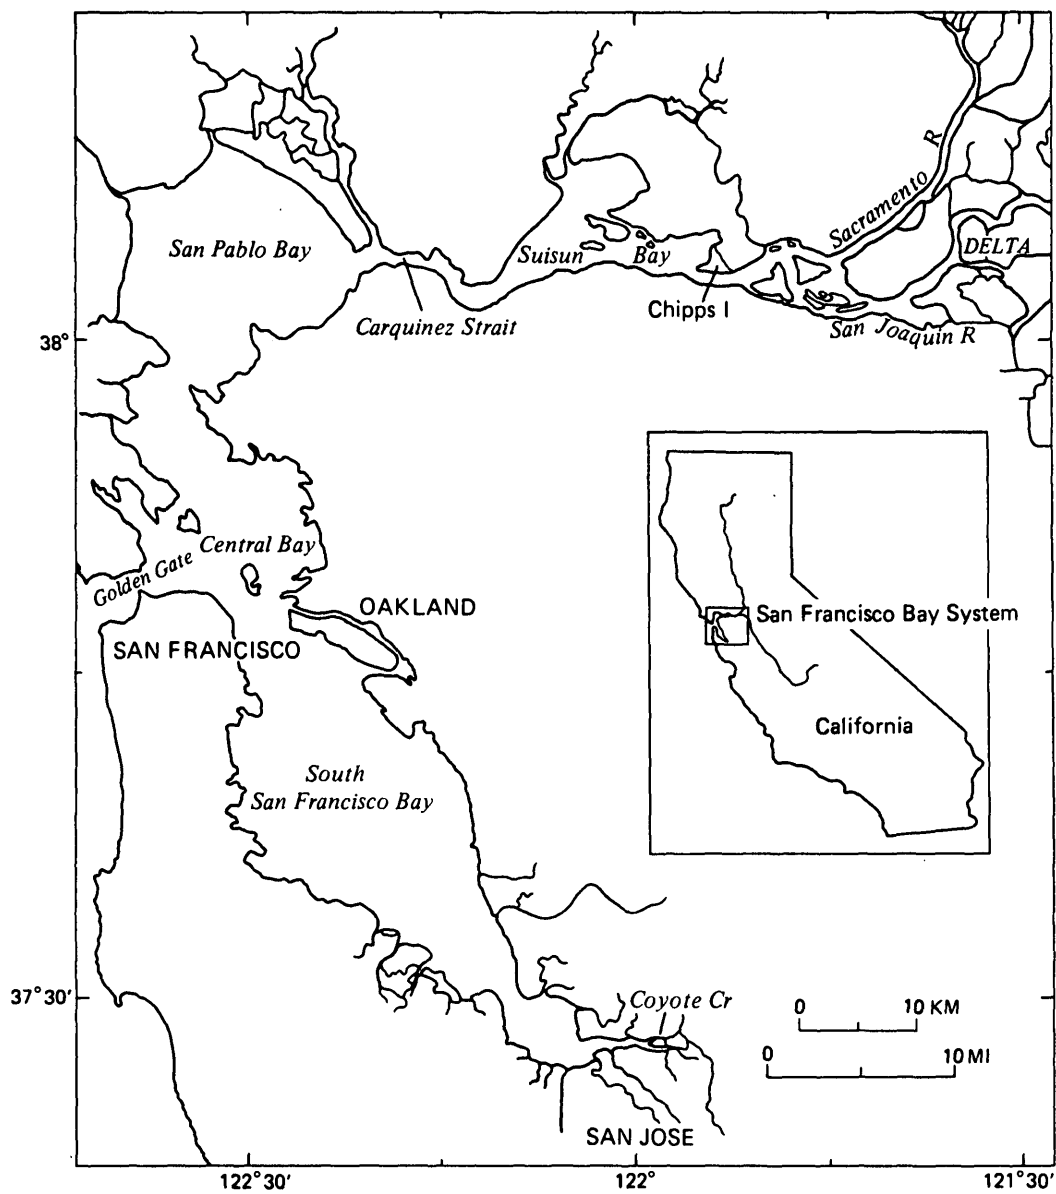 Sacramento R
San Pablo Bay
Suisun Bay
DELTA
Chipps I
Carquinez Strait
San Joaquin R
38°
Central Bay
Golden Gate
OAKLAND
SAN FRANCISCO
San Francisco Bay System
California
South
San Francisco Bay
37°30'
Coyote Cr
0 10 KM
0 10 MI
SAN JOSE
122°30' 122° 121°30'